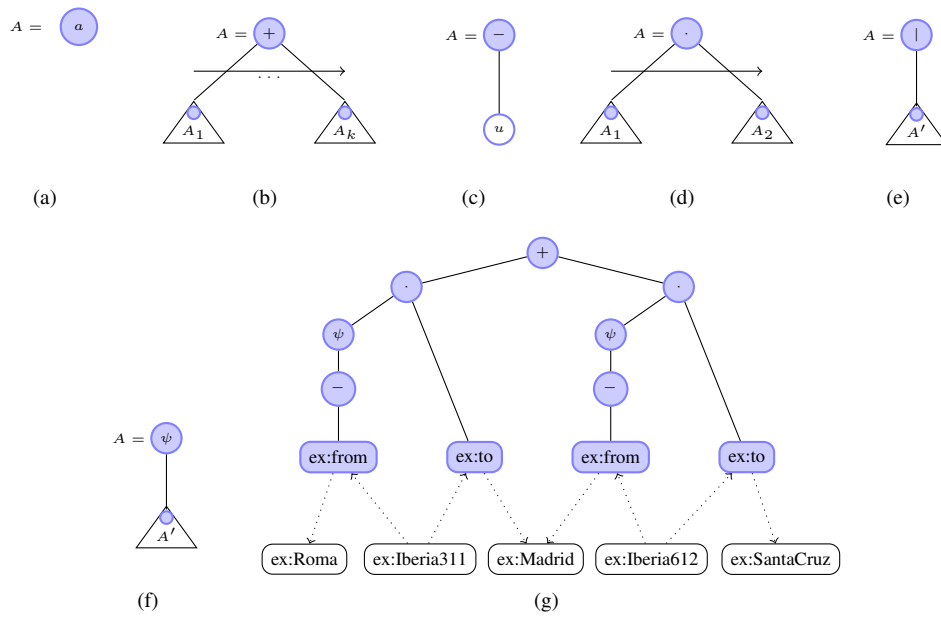 A = a
A = +
. . .
A₁ Aₖ
A = −
u
A = ·
A₁ A₂
A = |
A′
(a) (b) (c) (d) (e)
+
· ·
ψ ψ
− −
A = ψ
ex:from ex:to ex:from ex:to
A′
ex:Roma ex:Iberia311 ex:Madrid ex:Iberia612 ex:SantaCruz
(f) (g)